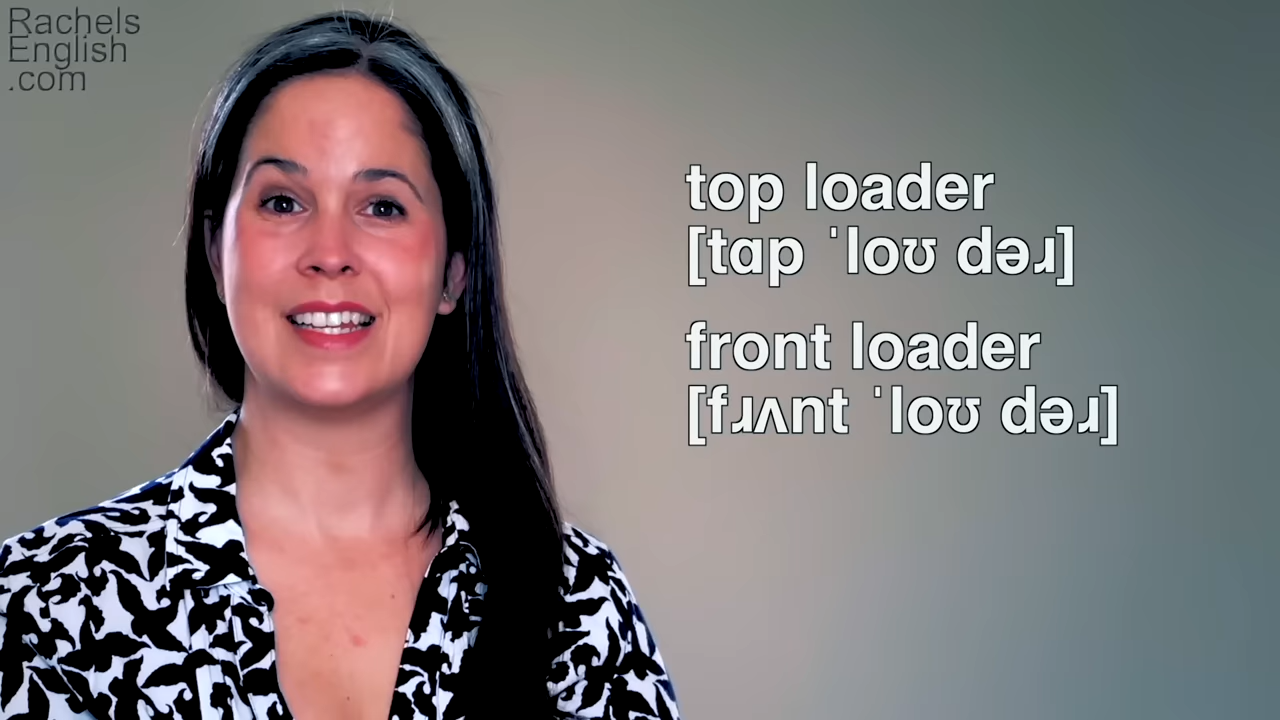 Rachels
English
.com
top loader
[tɑp ˈloʊ dəɹ]
front loader
[fɹʌnt ˈloʊ dəɹ]